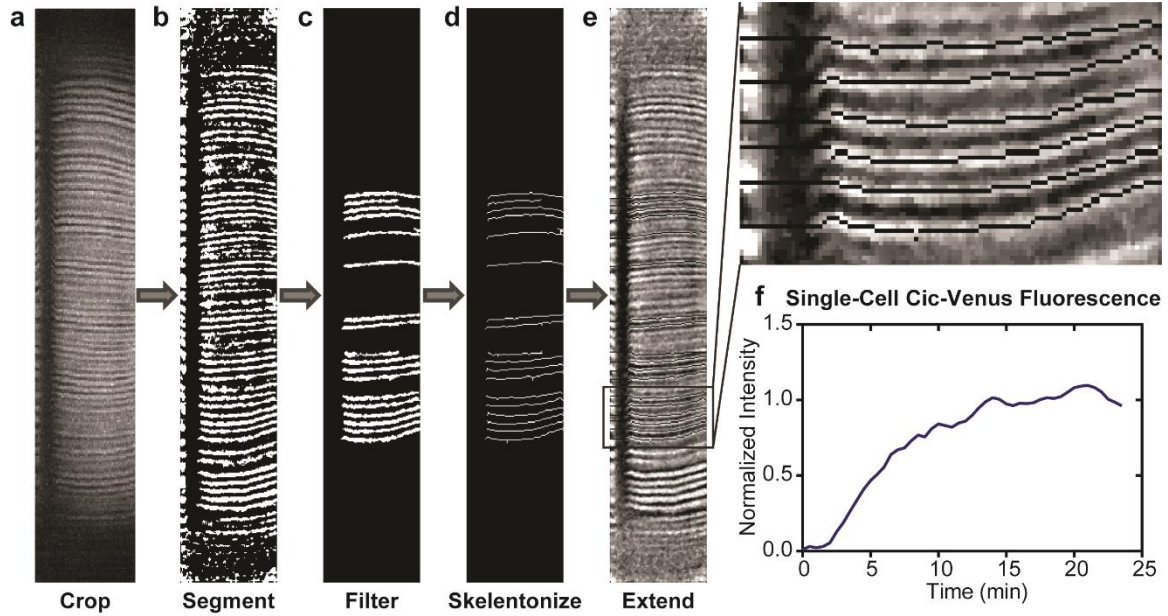 a b c d e
Crop
Segment
Filter
Skelentonize
Extend
f Single-Cell Cic-Venus Fluorescence
Normalized Intensity
1.5
1.0
0.5
0.0
0 5 10 15 20 25
Time (min)